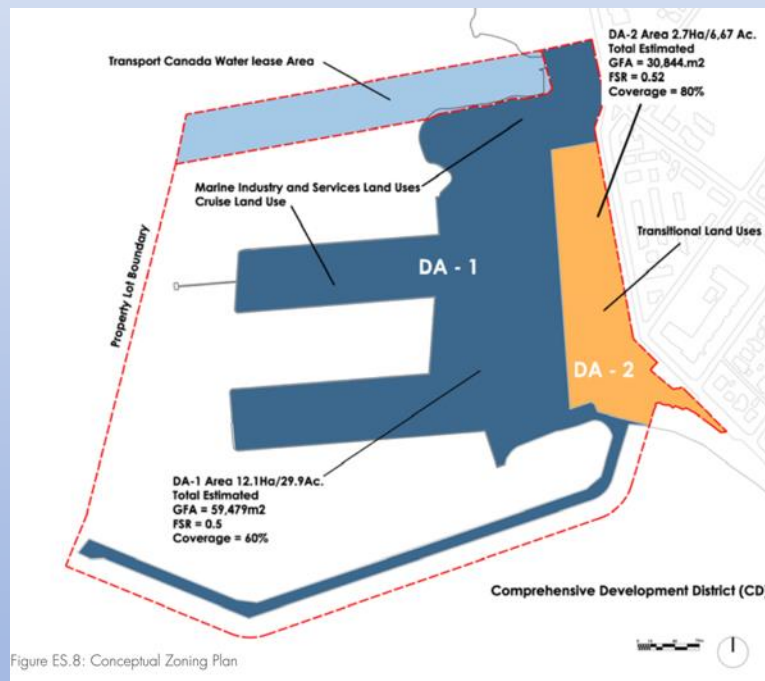 DA-2 Area 2.7Ha/6,67 Ac.
Total Estimated
GFA = 30,844.m2
FSR = 0.52
Coverage = 80%
Transport Canada Water lease Area
Marine Industry and Services Land Uses
Cruise Land Use
Transitional Land Uses
Property Lot Boundary
DA - 1
DA - 2
DA-1 Area 12.1Ha/29.9Ac.
Total Estimated
GFA = 59,479m2
FSR = 0.5
Coverage = 60%
Comprehensive Development District (CD)
Figure ES.8: Conceptual Zoning Plan